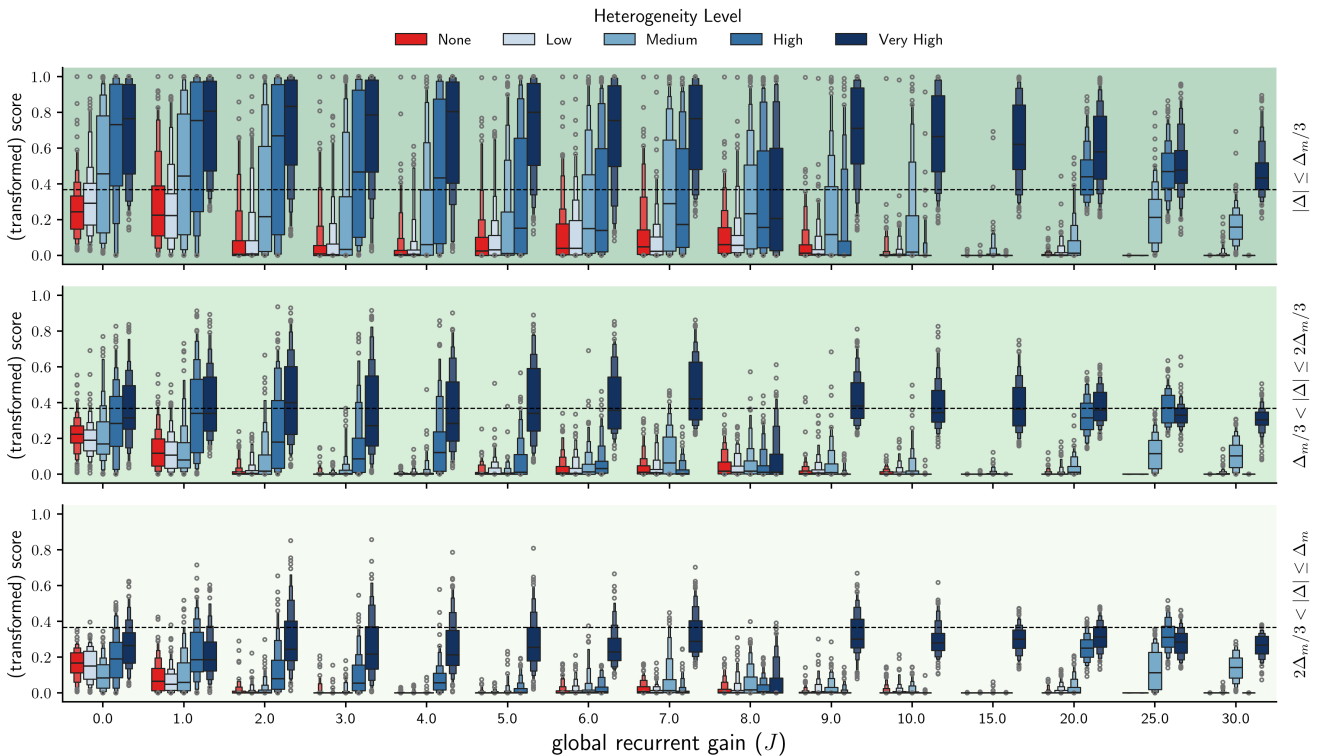 Heterogeneity Level
None Low Medium High Very High
(transformed) score
1.0
0.8
0.6
0.4
0.2
0.0
|Δ| ≤ Δm/3
(transformed) score
1.0
0.8
0.6
0.4
0.2
0.0
Δm/3 < |Δ| ≤ 2Δm/3
(transformed) score
1.0
0.8
0.6
0.4
0.2
0.0
2Δm/3 < |Δ| ≤ Δm
0.0 1.0 2.0 3.0 4.0 5.0 6.0 7.0 8.0 9.0 10.0 15.0 20.0 25.0 30.0
global recurrent gain (J)